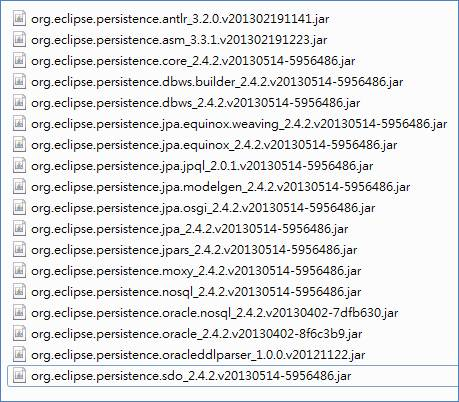 org.eclipse.persistence.antlr_3.2.0.v201302191141.jar
org.eclipse.persistence.asm_3.3.1.v201302191223.jar
org.eclipse.persistence.core_2.4.2.v20130514-5956486.jar
org.eclipse.persistence.dbws.builder_2.4.2.v20130514-5956486.jar
org.eclipse.persistence.dbws_2.4.2.v20130514-5956486.jar
org.eclipse.persistence.jpa.equinox.weaving_2.4.2.v20130514-5956486.jar
org.eclipse.persistence.jpa.equinox_2.4.2.v20130514-5956486.jar
org.eclipse.persistence.jpa.jpql_2.0.1.v20130514-5956486.jar
org.eclipse.persistence.jpa.modelgen_2.4.2.v20130514-5956486.jar
org.eclipse.persistence.jpa.osgi_2.4.2.v20130514-5956486.jar
org.eclipse.persistence.jpa_2.4.2.v20130514-5956486.jar
org.eclipse.persistence.jpars_2.4.2.v20130514-5956486.jar
org.eclipse.persistence.moxy_2.4.2.v20130514-5956486.jar
org.eclipse.persistence.nosql_2.4.2.v20130514-5956486.jar
org.eclipse.persistence.oracle.nosql_2.4.2.v20130402-7dfb630.jar
org.eclipse.persistence.oracle_2.4.2.v20130402-8f6c3b9.jar
org.eclipse.persistence.oracleddlparser_1.0.0.v20121122.jar
org.eclipse.persistence.sdo_2.4.2.v20130514-5956486.jar